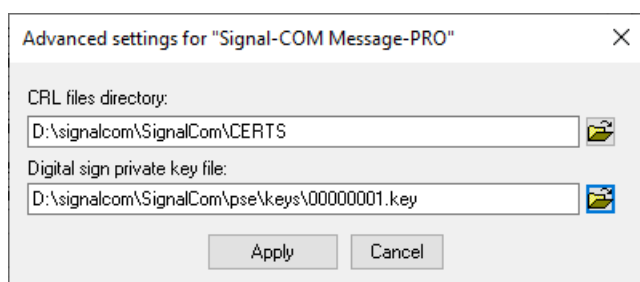 Advanced settings for "Signal-COM Message-PRO"
CRL files directory:
D:\signalcom\SignalCom\CERTS
Digital sign private key file:
D:\signalcom\SignalCom\pse\keys\00000001.key
Apply Cancel